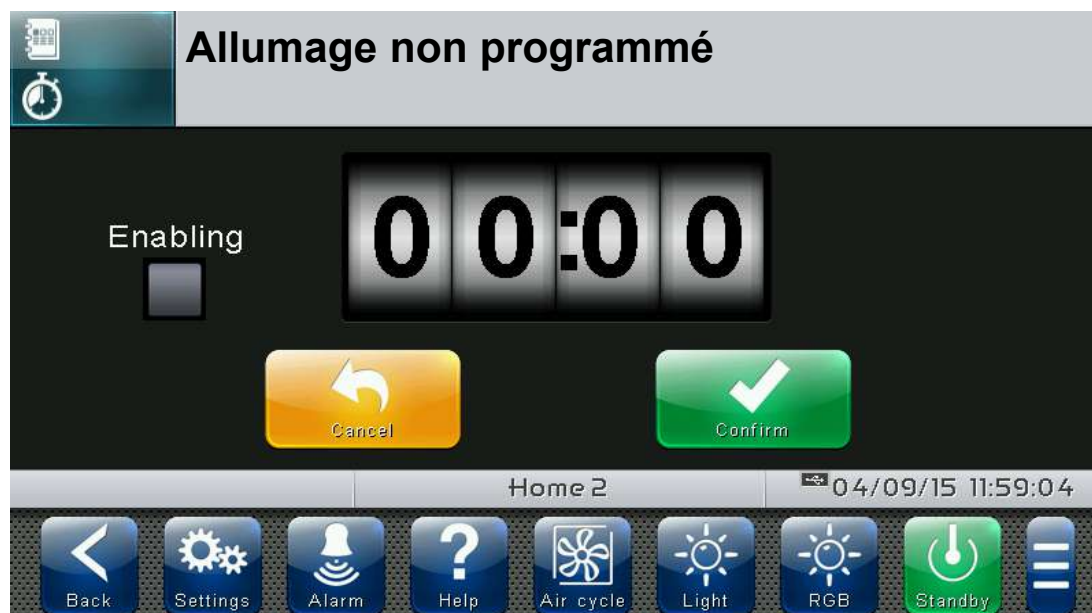 Allumage non programmé
Enabling
00:00
Cancel
Confirm
Home 2
04/09/15 11:59:04
Back
Settings
Alarm
?
Help
Air cycle
Light
RGB
Standby